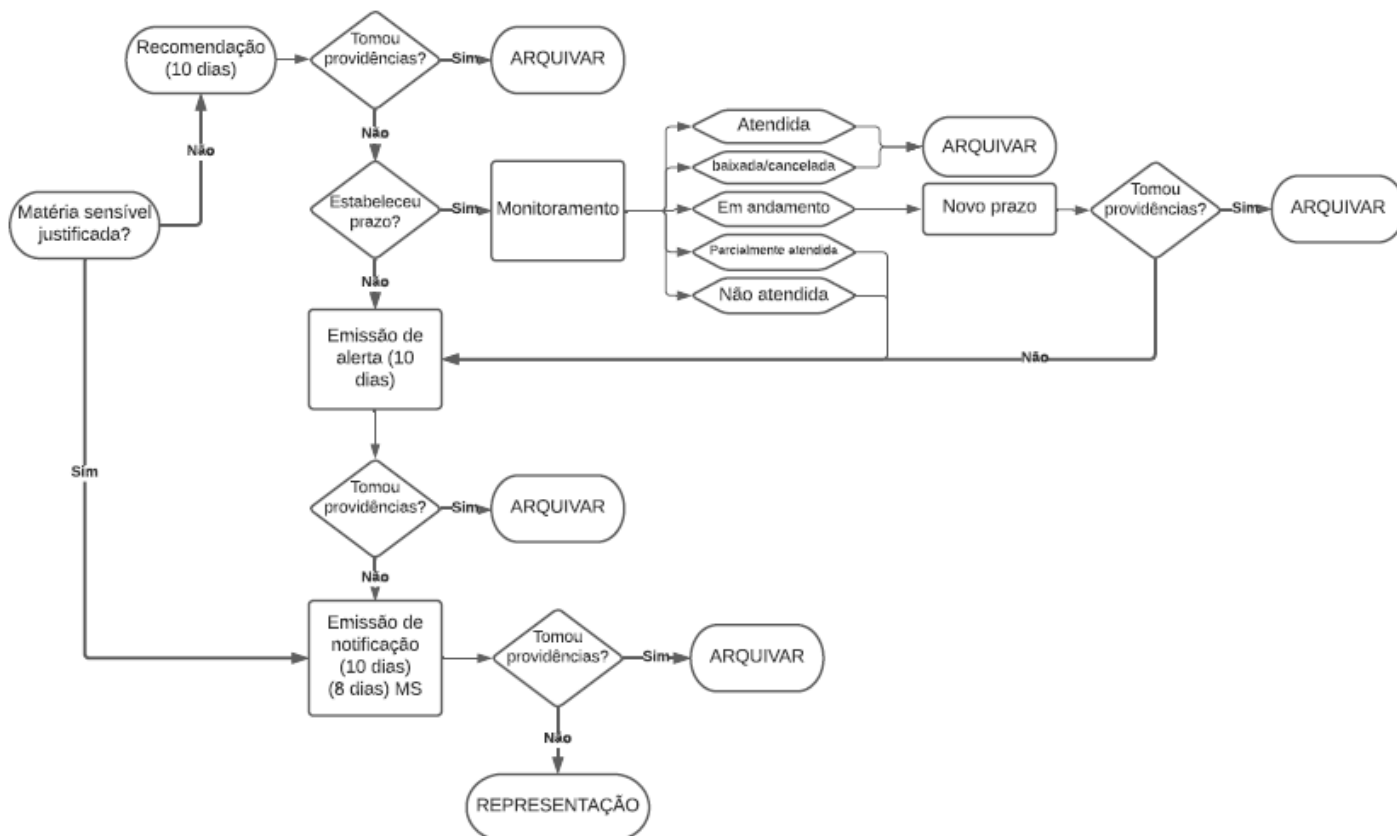 Recomendação
(10 dias)
Tomou
providências?
Sim
ARQUIVAR
Não
Não
Matéria sensível
justificada?
Estabeleceu
prazo?
Sim
Monitoramento
Atendida
baixada/cancelada
Em andamento
Parcialmente atendida
Não atendida
ARQUIVAR
Novo prazo
Tomou
providências?
Sim
ARQUIVAR
Não
Não
Emissão de
alerta (10
dias)
Sim
Tomou
providências?
Sim
ARQUIVAR
Não
Emissão de
notificação
(10 dias)
(8 dias) MS
Tomou
providências?
Sim
ARQUIVAR
Não
REPRESENTAÇÃO